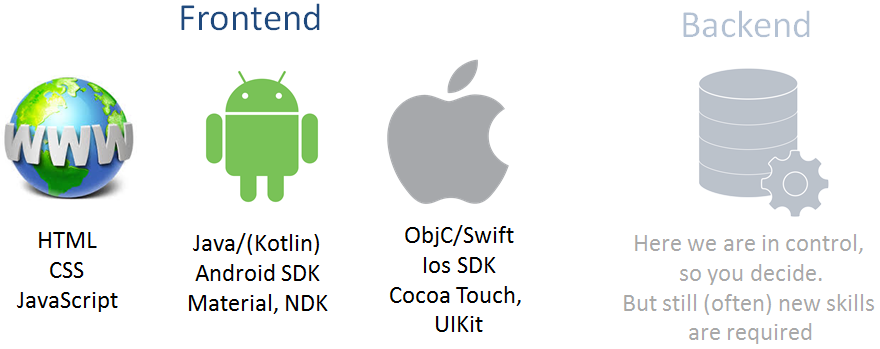 Frontend
Backend
WWW
HTML
CSS
JavaScript
Java/(Kotlin)
Android SDK
Material, NDK
ObjC/Swift
Ios SDK
Cocoa Touch,
UIKit
Here we are in control,
so you decide.
But still (often) new skills
are required